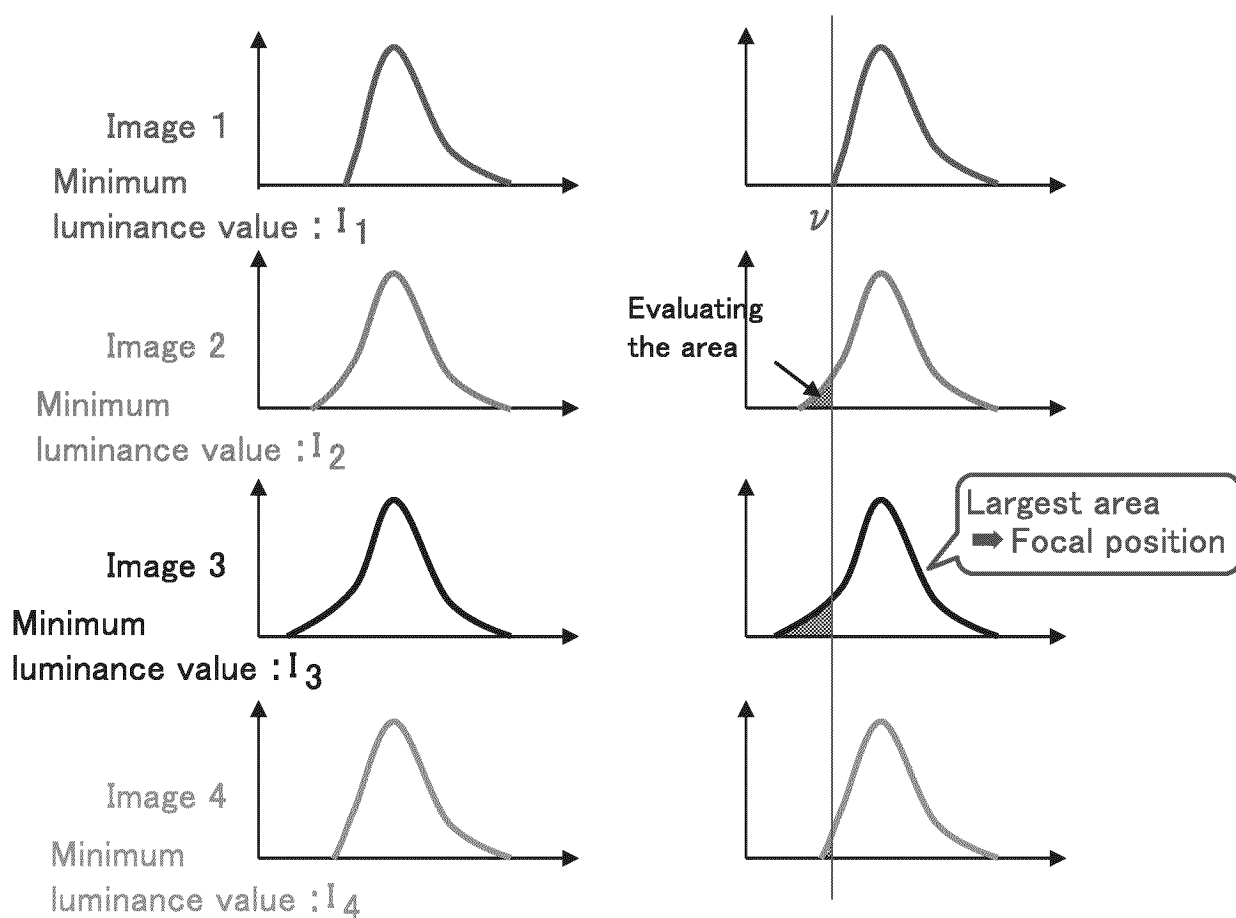 Image 1
Minimum
luminance value : I1
ν
Image 2
Minimum
luminance value : I2
Evaluating
the area
Image 3
Minimum
luminance value : I3
Largest area
➡ Focal position
Image 4
Minimum
luminance value : I4